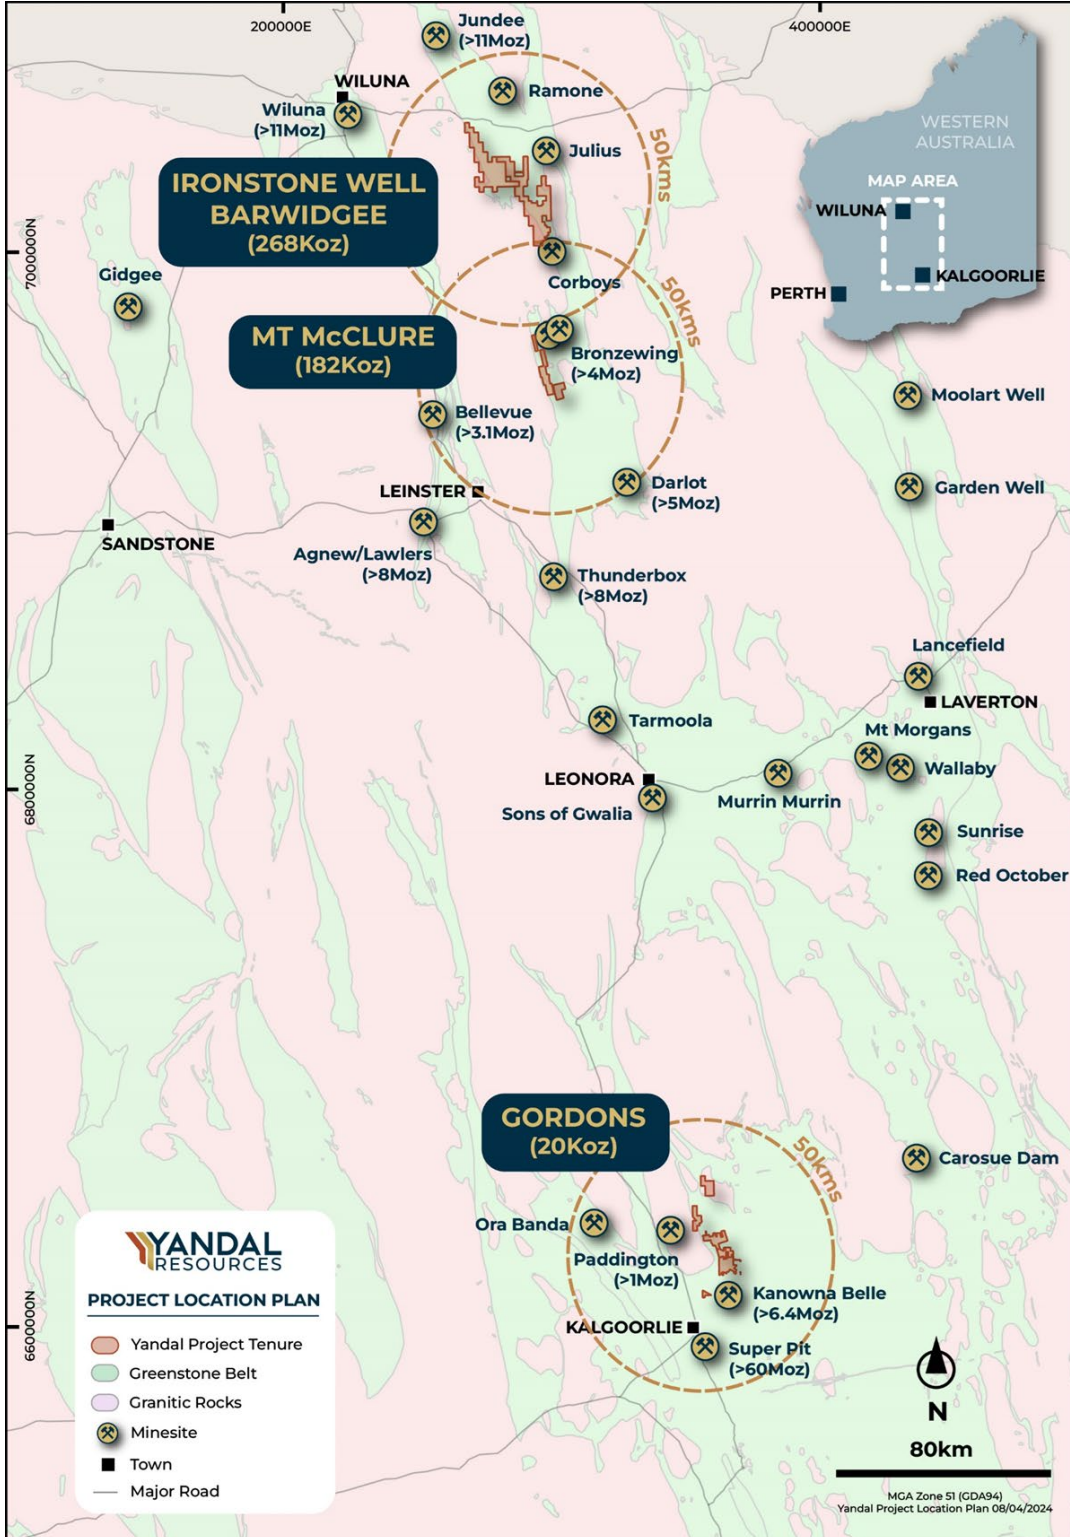 200000E
400000E
Jundee
(>11Moz)
WILUNA
Wiluna
(>11Moz)
Ramone
Julius
50kms
WESTERN
AUSTRALIA
MAP AREA
WILUNA
KALGOORLIE
PERTH
IRONSTONE WELL
BARWIDGEE
(268Koz)
7000000N
Gidgee
Corboys
50kms
MT McCLURE
(182Koz)
Bronzewing
(>4Moz)
Moolart Well
Bellevue
(>3.1Moz)
LEINSTER
Darlot
(>5Moz)
Garden Well
SANDSTONE
Agnew/Lawlers
(>8Moz)
Thunderbox
(>8Moz)
Lancefield
LAVERTON
Tarmoola
Mt Morgans
Wallaby
6800000N
LEONORA
Murrin Murrin
Sons of Gwalia
Sunrise
Red October
GORDONS
(20Koz)
50kms
Carosue Dam
Ora Banda
Paddington
(>1Moz)
Kanowna Belle
(>6.4Moz)
KALGOORLIE
Super Pit
(>60Moz)
6600000N
YANDAL
RESOURCES
PROJECT LOCATION PLAN
Yandal Project Tenure
Greenstone Belt
Granitic Rocks
Minesite
Town
Major Road
N
80km
MGA Zone 51 (GDA94)
Yandal Project Location Plan 08/04/2024